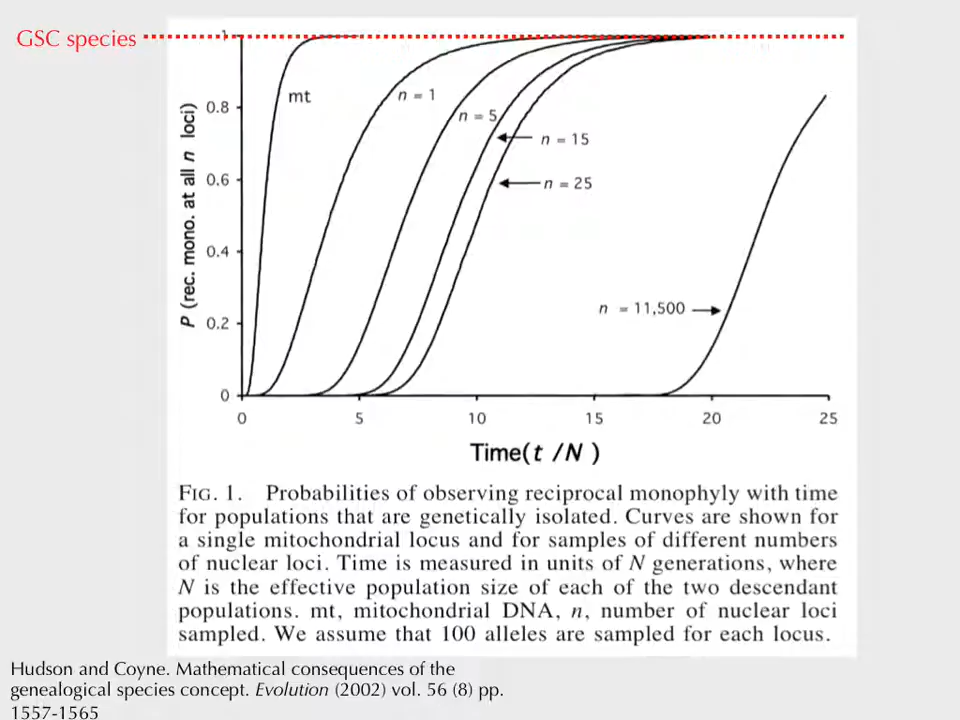 GSC species
1
0.8
0.6
0.4
0.2
0
P (rec. mono. at all n loci)
mt
n = 1
n = 5
n = 15
n = 25
n = 11,500
0 5 10 15 20 25
Time(t /N )
FIG. 1. Probabilities of observing reciprocal monophyly with time
for populations that are genetically isolated. Curves are shown for
a single mitochondrial locus and for samples of different numbers
of nuclear loci. Time is measured in units of N generations, where
N is the effective population size of each of the two descendant
populations. mt, mitochondrial DNA, n, number of nuclear loci
sampled. We assume that 100 alleles are sampled for each locus.
Hudson and Coyne. Mathematical consequences of the
genealogical species concept. Evolution (2002) vol. 56 (8) pp.
1557-1565